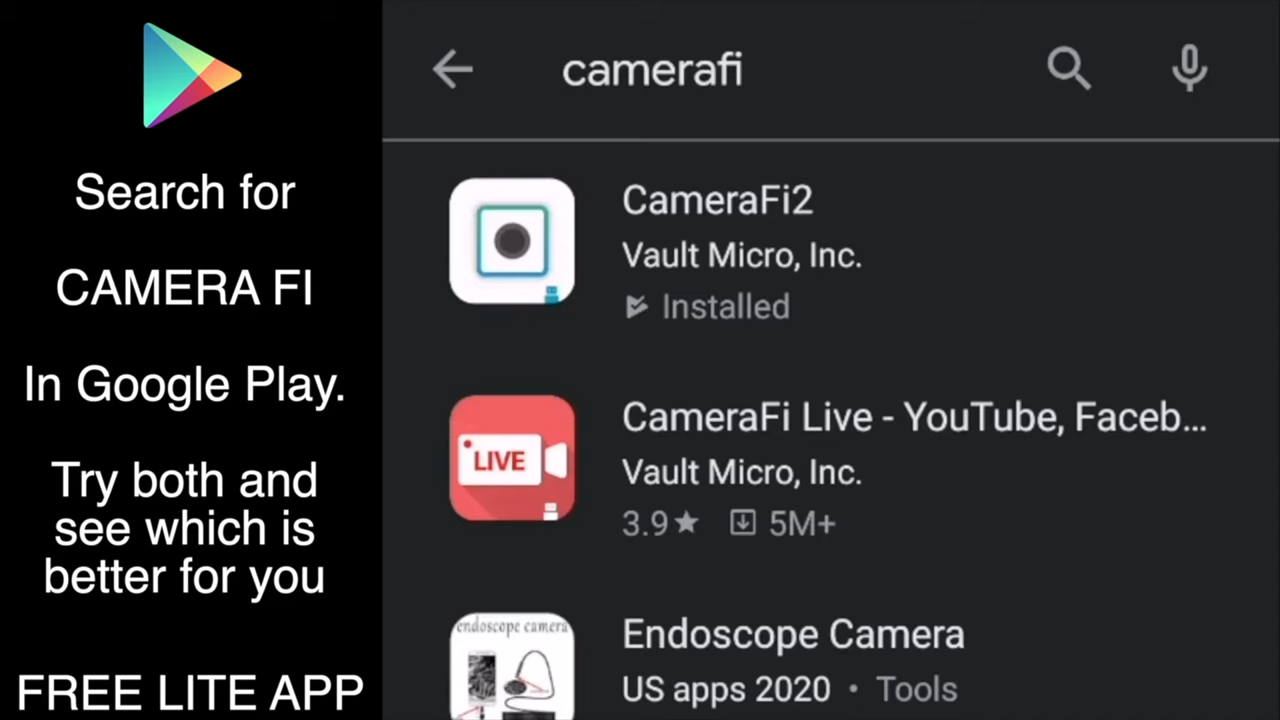 Search for
CAMERA FI
In Google Play.
Try both and
see which is
better for you
FREE LITE APP
camerafi
CameraFi2
Vault Micro, Inc.
Installed
LIVE
CameraFi Live - YouTube, Faceb...
Vault Micro, Inc.
3.9★ 5M+
endoscope camera
Endoscope Camera
US apps 2020 • Tools